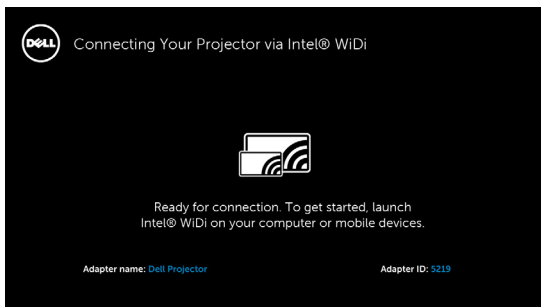 DELL
Connecting Your Projector via Intel® WiDi
Ready for connection. To get started, launch
Intel® WiDi on your computer or mobile devices.
Adapter name: Dell Projector
Adapter ID: 5219